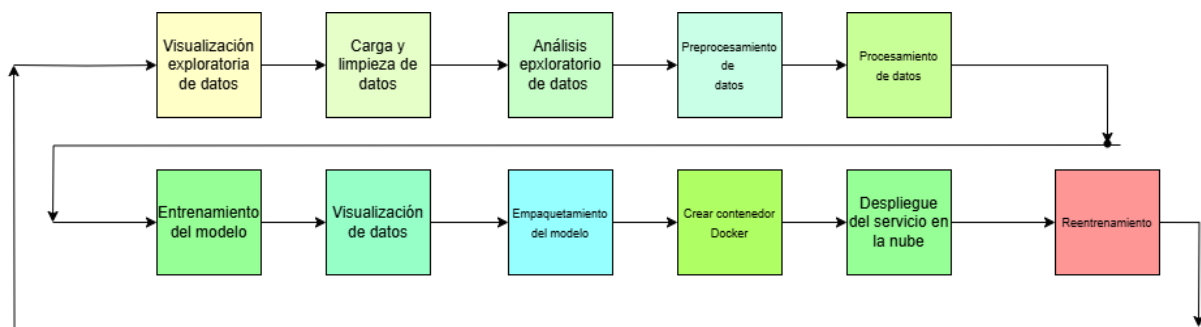 Visualización
exploratoria
de datos
Carga y
limpieza de
datos
Análisis
epxloratorio
de datos
Preprocesamiento
de
datos
Procesamiento
de datos
Entrenamiento
del modelo
Visualización
de datos
Empaquetamiento
del modelo
Crear contenedor
Docker
Despliegue
del servicio en
la nube
Reentrenamiento